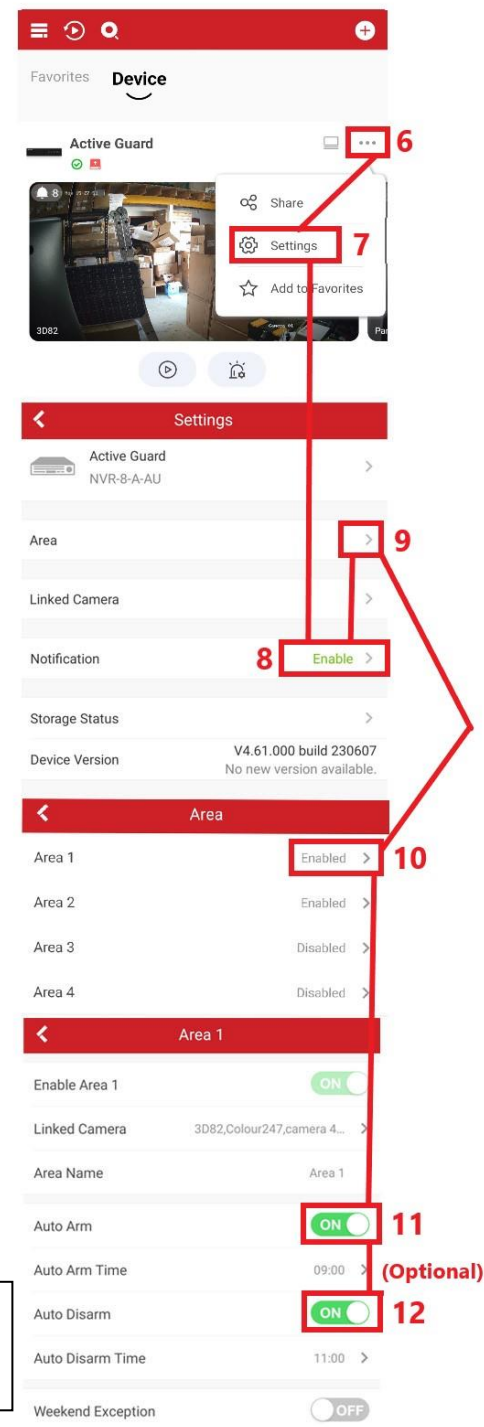 Favorites Device
Active Guard
6
8
Share
Settings 7
Add to Favorites
3D82
Settings
Active Guard
NVR-8-A-AU
Area 9
Linked Camera
Notification 8 Enable
Storage Status
Device Version V4.61.000 build 230607
No new version available.
Area
Area 1 Enabled 10
Area 2 Enabled
Area 3 Disabled
Area 4 Disabled
Area 1
Enable Area 1 ON
Linked Camera 3D82,Colour247,camera 4...
Area Name Area 1
Auto Arm ON 11
Auto Arm Time 09:00 (Optional)
Auto Disarm ON 12
Auto Disarm Time 11:00
Weekend Exception OFF